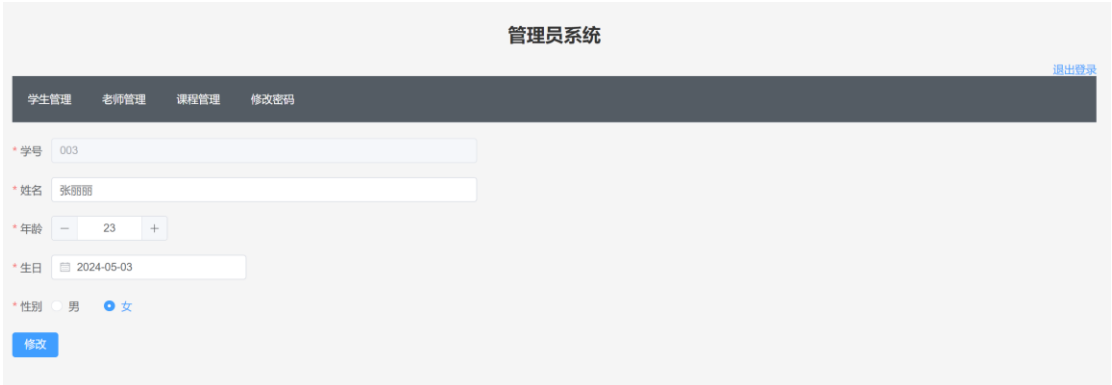 管理员系统
退出登录
学生管理 老师管理 课程管理 修改密码
* 学号 003
* 姓名 张丽丽
* 年龄 − 23 +
* 生日 2024-05-03
* 性别 男 女
修改